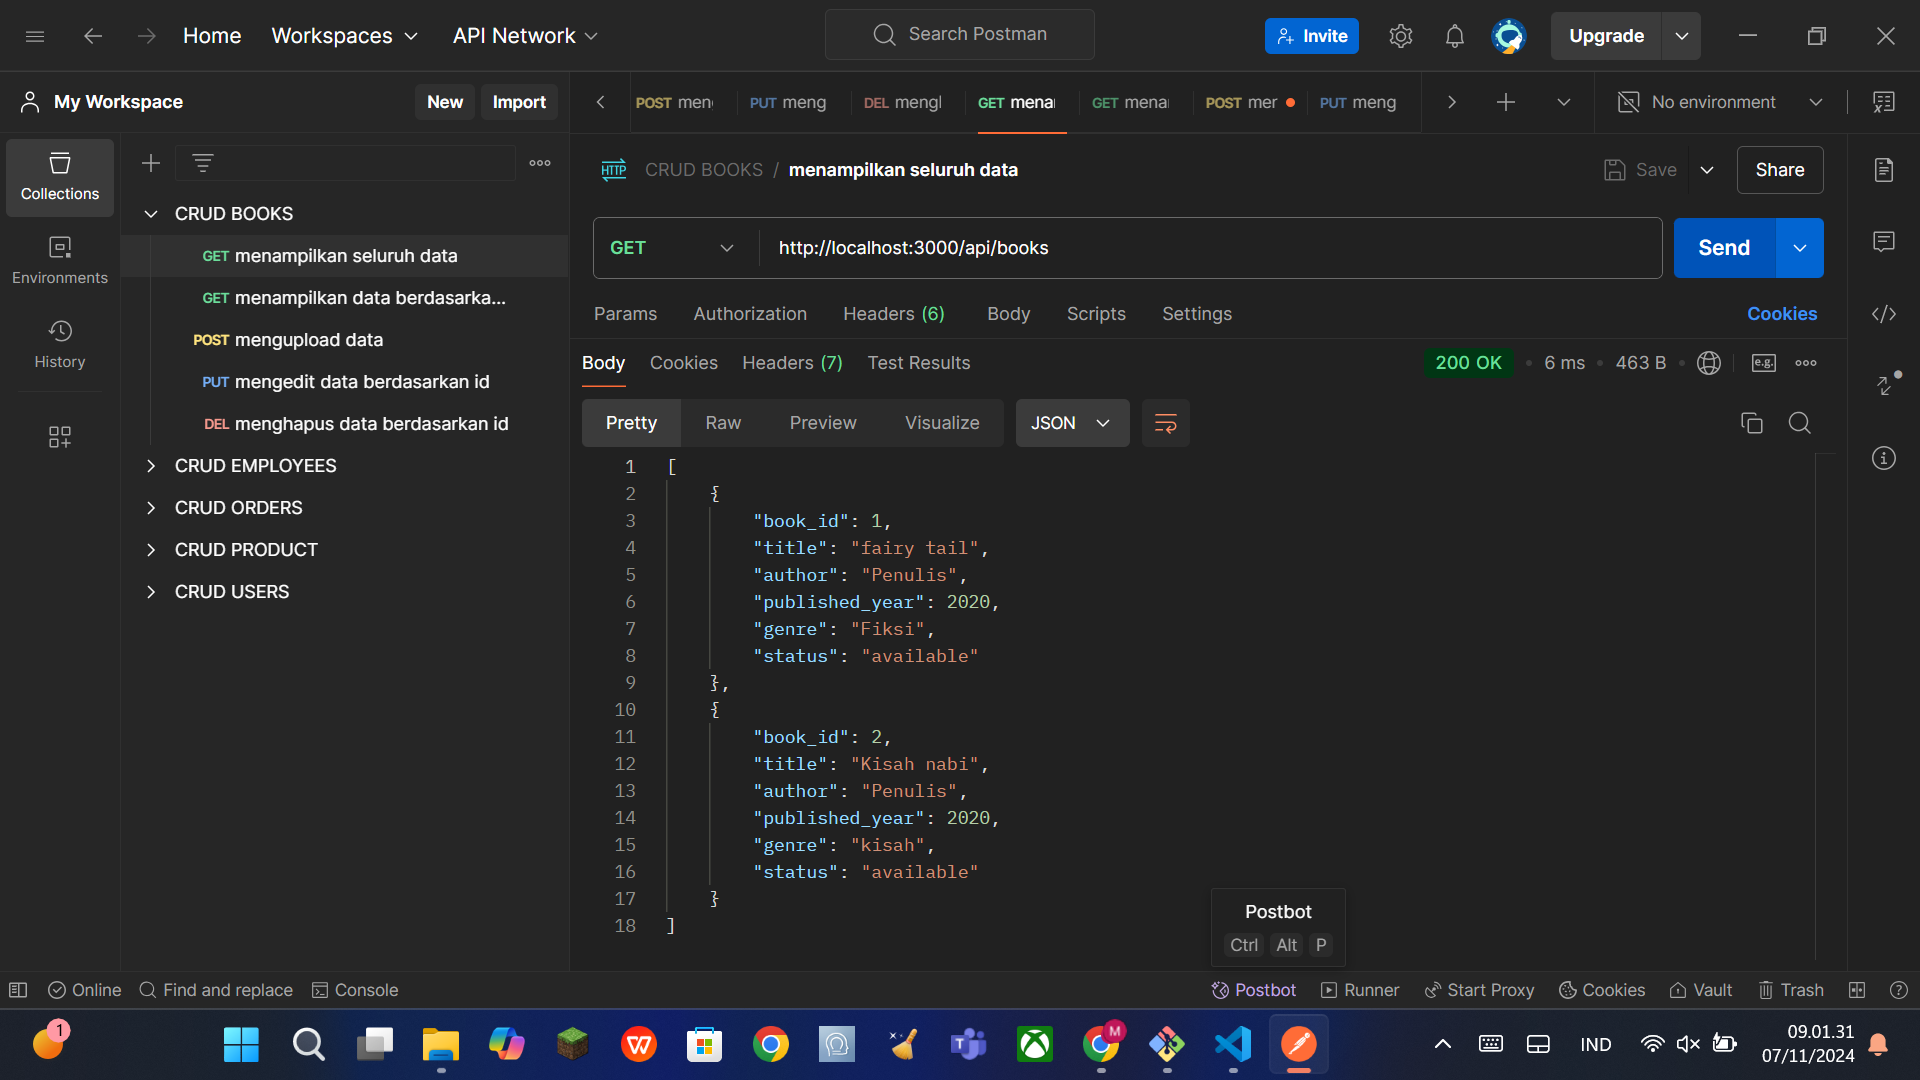 Home Workspaces API Network Search Postman Invite Upgrade
My Workspace New Import POST men PUT meng DEL mengl GET mena GET mena POST mer PUT meng No environment
Collections
Environments
History
CRUD BOOKS
GET menampilkan seluruh data
GET menampilkan data berdasarka...
POST mengupload data
PUT mengedit data berdasarkan id
DEL menghapus data berdasarkan id
CRUD EMPLOYEES
CRUD ORDERS
CRUD PRODUCT
CRUD USERS
HTTP CRUD BOOKS / menampilkan seluruh data Save Share
GET http://localhost:3000/api/books Send
Params Authorization Headers (6) Body Scripts Settings Cookies
Body Cookies Headers (7) Test Results 200 OK • 6 ms • 463 B • e.g.
Pretty Raw Preview Visualize JSON
1 [
2 {
3 "book_id": 1,
4 "title": "fairy tail",
5 "author": "Penulis",
6 "published_year": 2020,
7 "genre": "Fiksi",
8 "status": "available"
9 },
10 {
11 "book_id": 2,
12 "title": "Kisah nabi",
13 "author": "Penulis",
14 "published_year": 2020,
15 "genre": "kisah",
16 "status": "available"
17 }
18 ]
Postbot
Ctrl Alt P
Online Find and replace Console Postbot Runner Start Proxy Cookies Vault Trash
1 W T M IND 09.01.31
07/11/2024